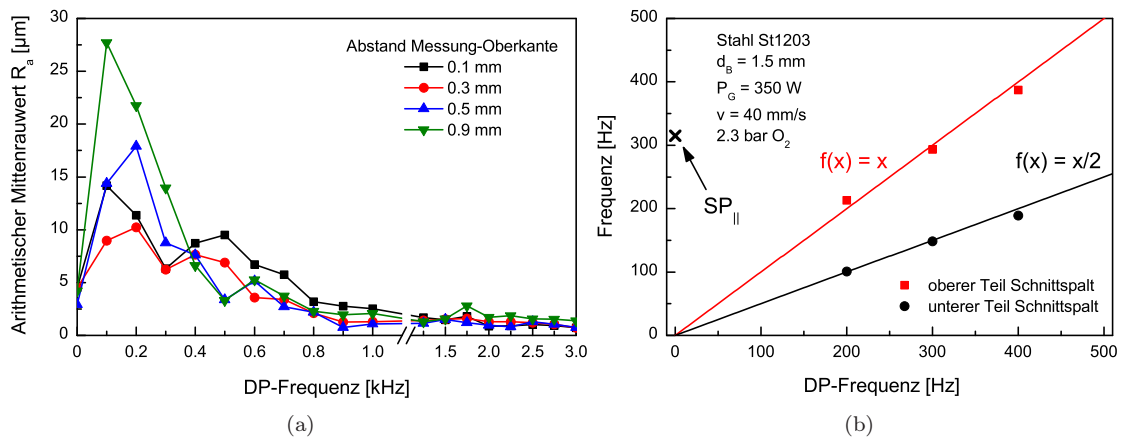 (a)
Arithmetischer Mittenrauwert R_a [µm]
30
25
20
15
10
5
0
Abstand Messung-Oberkante
0.1 mm
0.3 mm
0.5 mm
0.9 mm
0 0.2 0.4 0.6 0.8 1.0 1.5 2.0 2.5 3.0
DP-Frequenz [kHz]
(a)
(b)
Frequenz [Hz]
500
400
300
200
100
0
Stahl St1203
d_B = 1.5 mm
P_G = 350 W
v = 40 mm/s
2.3 bar O_2
f(x) = x
f(x) = x/2
SP_||
oberer Teil Schnittspalt
unterer Teil Schnittspalt
0 100 200 300 400 500
DP-Frequenz [Hz]
(b)